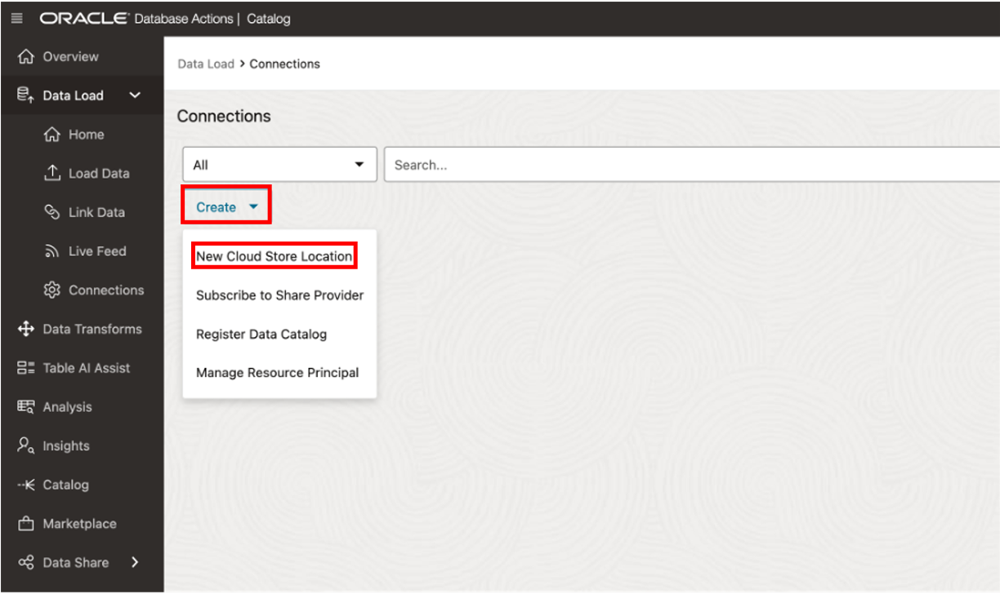 ORACLE Database Actions | Catalog
Overview
Data Load
Home
Load Data
Link Data
Live Feed
Connections
Data Transforms
Table AI Assist
Analysis
Insights
Catalog
Marketplace
Data Share
Data Load > Connections
Connections
All
Search...
Create
New Cloud Store Location
Subscribe to Share Provider
Register Data Catalog
Manage Resource Principal